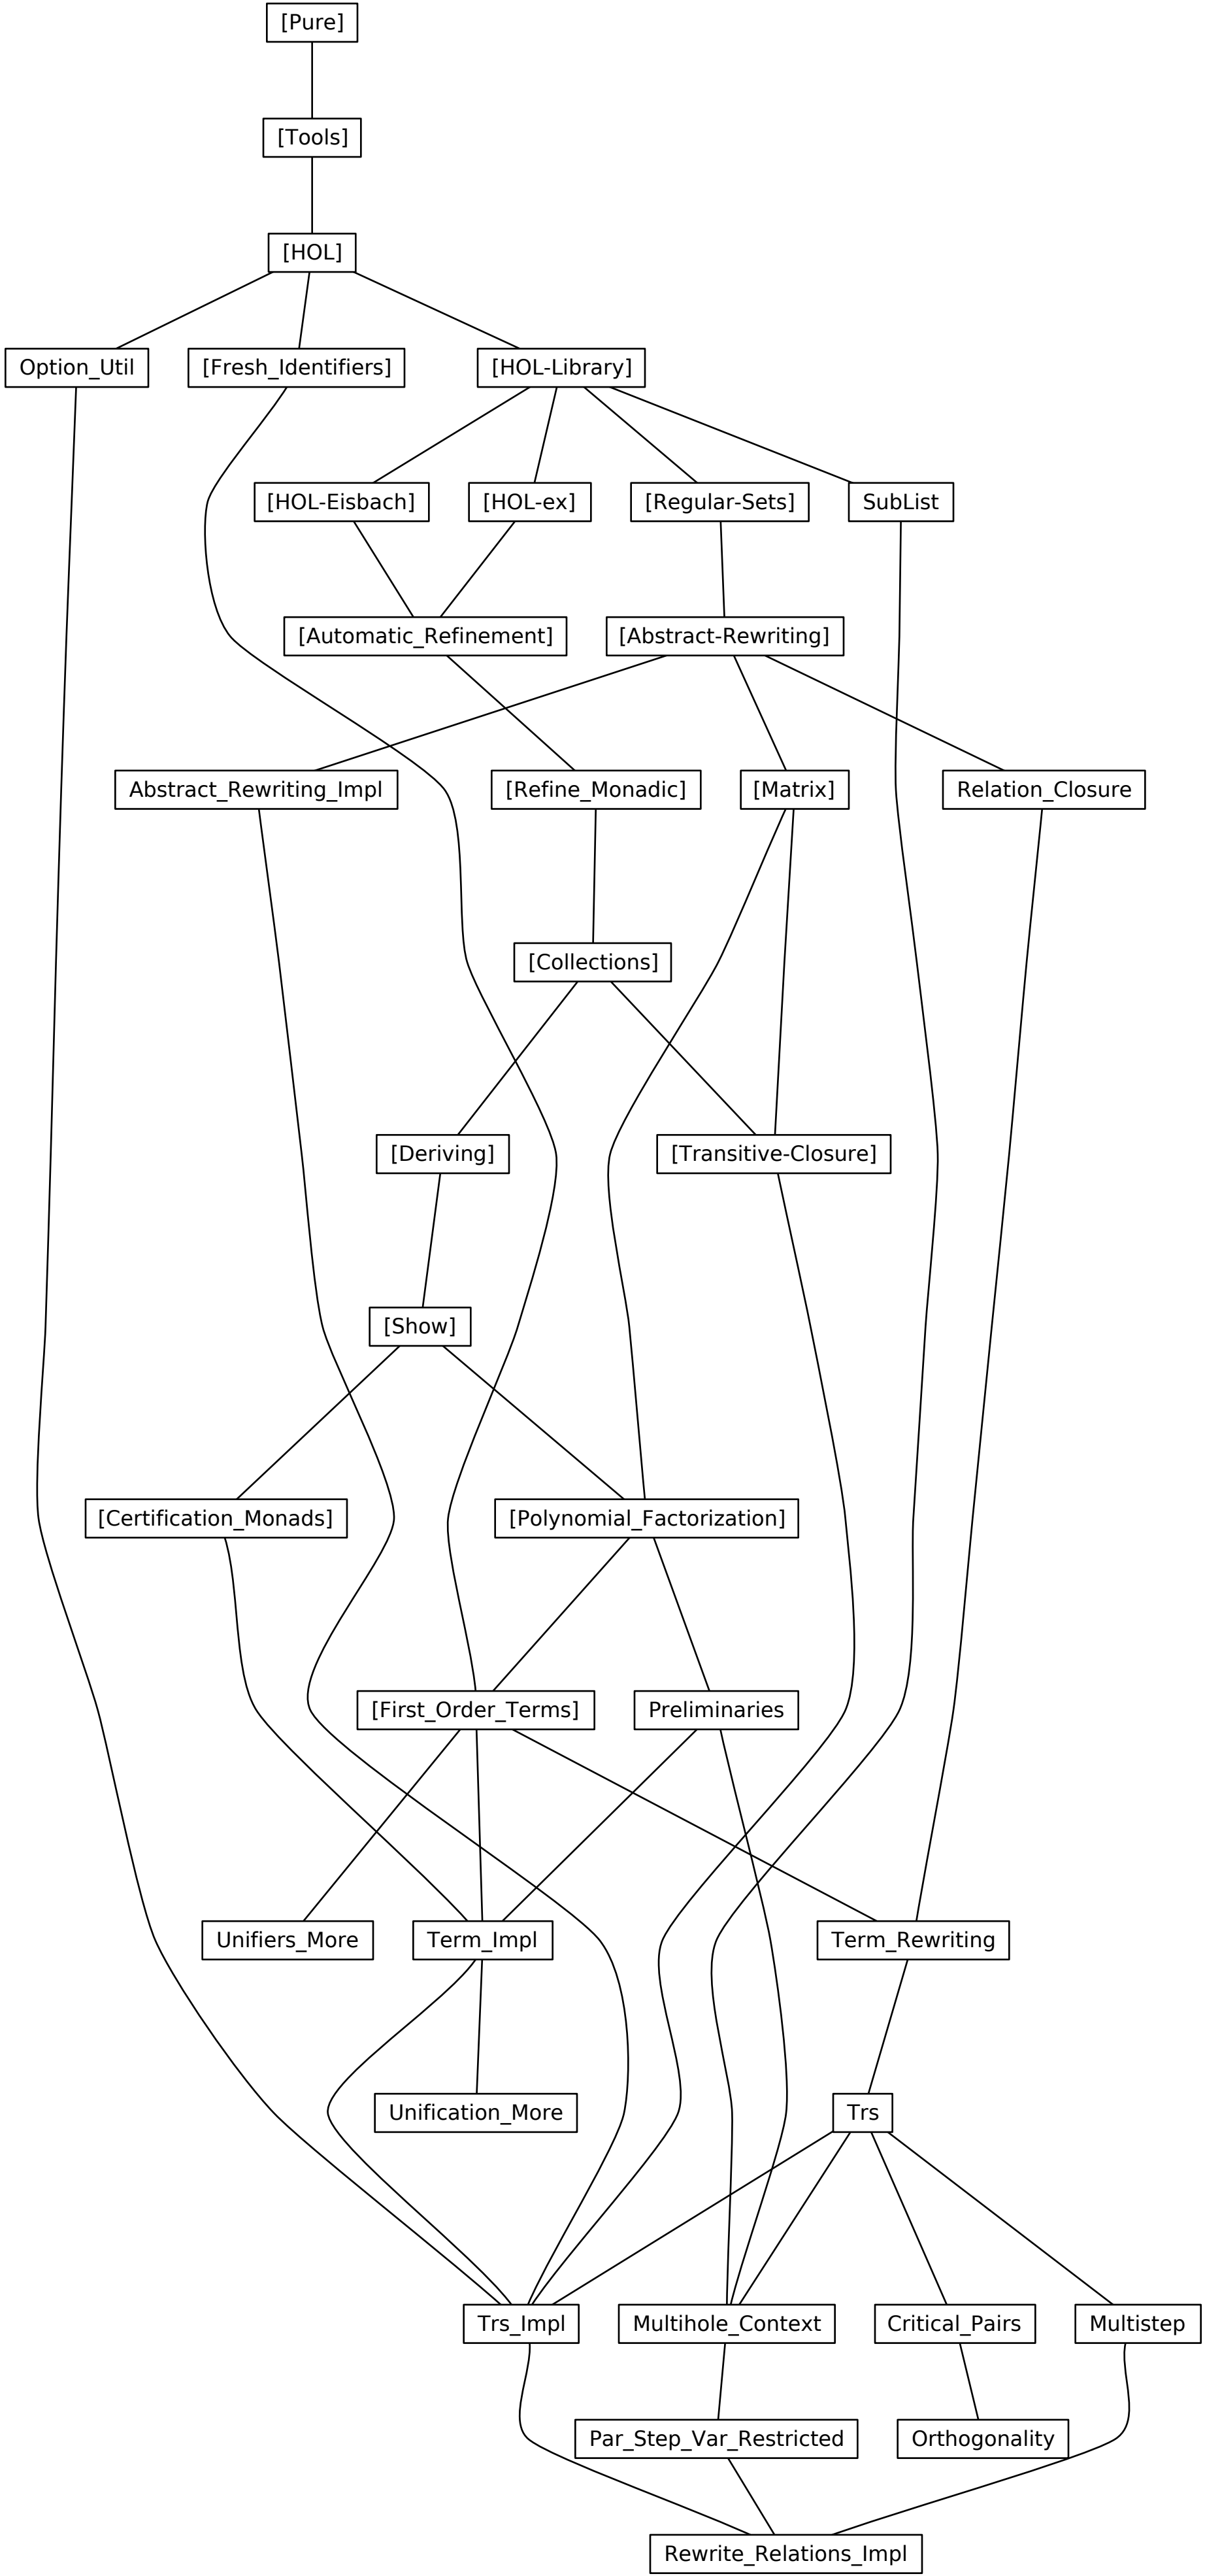 [Pure]
[Tools]
[HOL]
Option_Util
[Fresh_Identifiers]
[HOL-Library]
[HOL-Eisbach]
[HOL-ex]
[Regular-Sets]
SubList
[Automatic_Refinement]
[Abstract-Rewriting]
Abstract_Rewriting_Impl
[Refine_Monadic]
[Matrix]
Relation_Closure
[Collections]
[Deriving]
[Transitive-Closure]
[Show]
[Certification_Monads]
[Polynomial_Factorization]
[First_Order_Terms]
Preliminaries
Unifiers_More
Term_Impl
Term_Rewriting
Unification_More
Trs
Trs_Impl
Multihole_Context
Critical_Pairs
Multistep
Par_Step_Var_Restricted
Orthogonality
Rewrite_Relations_Impl